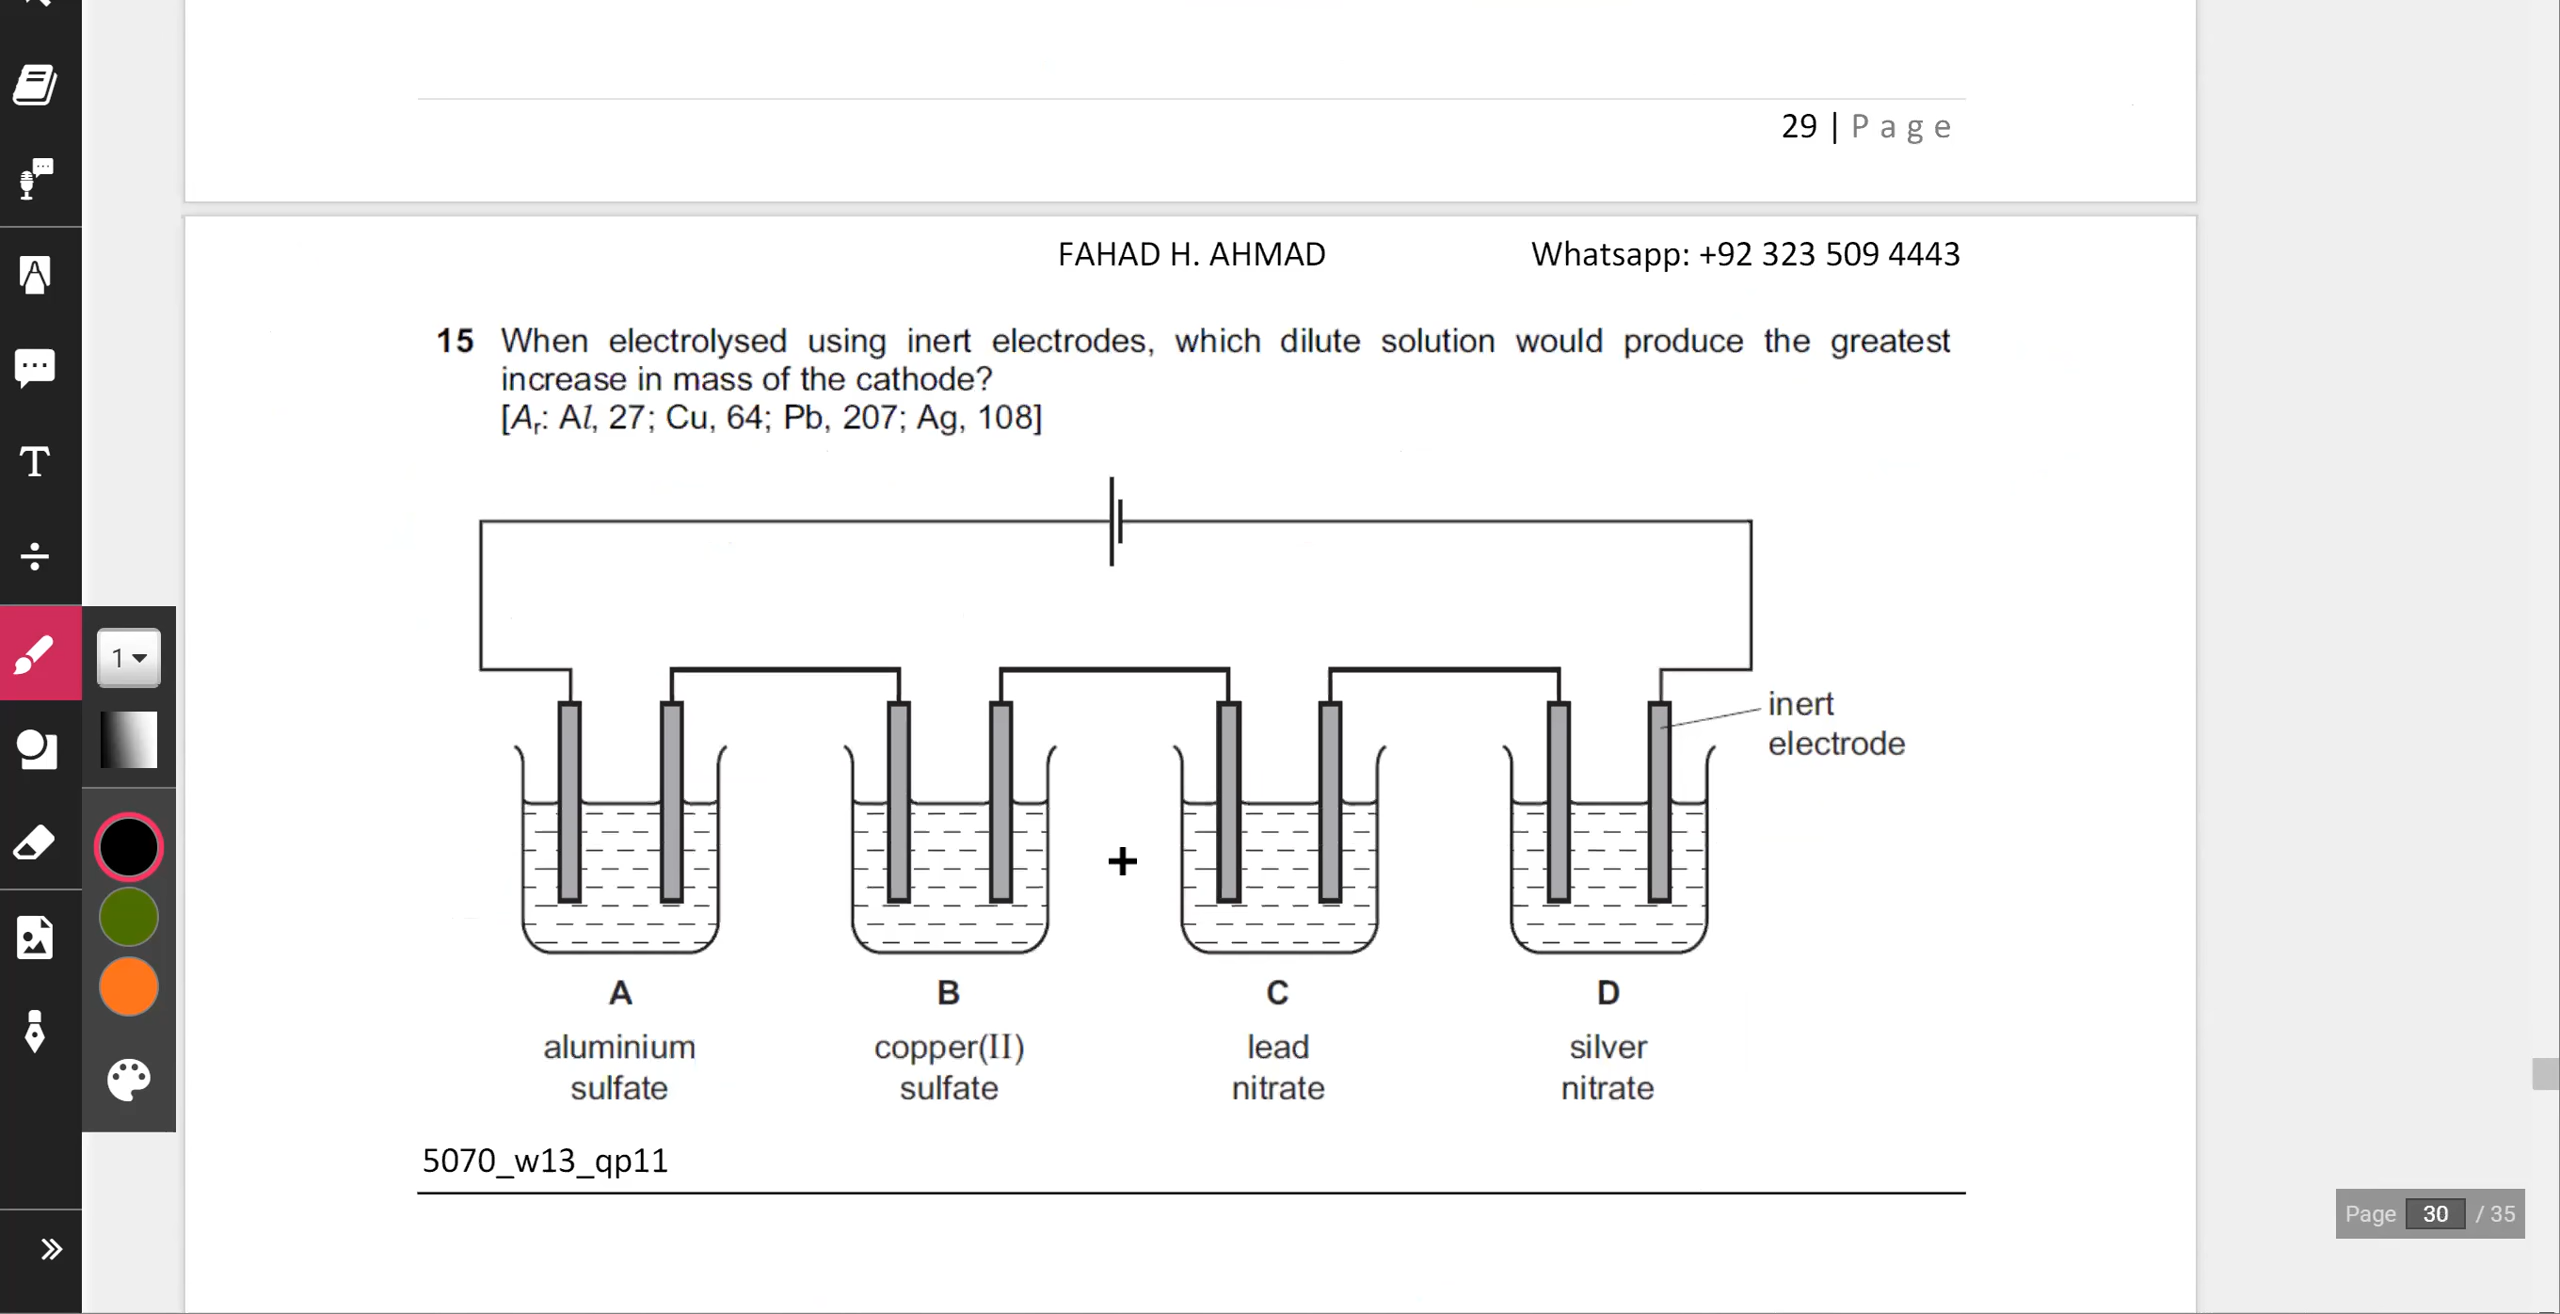 29 | P a g e
FAHAD H. AHMAD Whatsapp: +92 323 509 4443
15 When electrolysed using inert electrodes, which dilute solution would produce the greatest
increase in mass of the cathode?
[Ar: Al, 27; Cu, 64; Pb, 207; Ag, 108]
inert
electrode
+
A B C D
aluminium copper(II) lead silver
sulfate sulfate nitrate nitrate
5070_w13_qp11
T
÷
1
Page 30 / 35